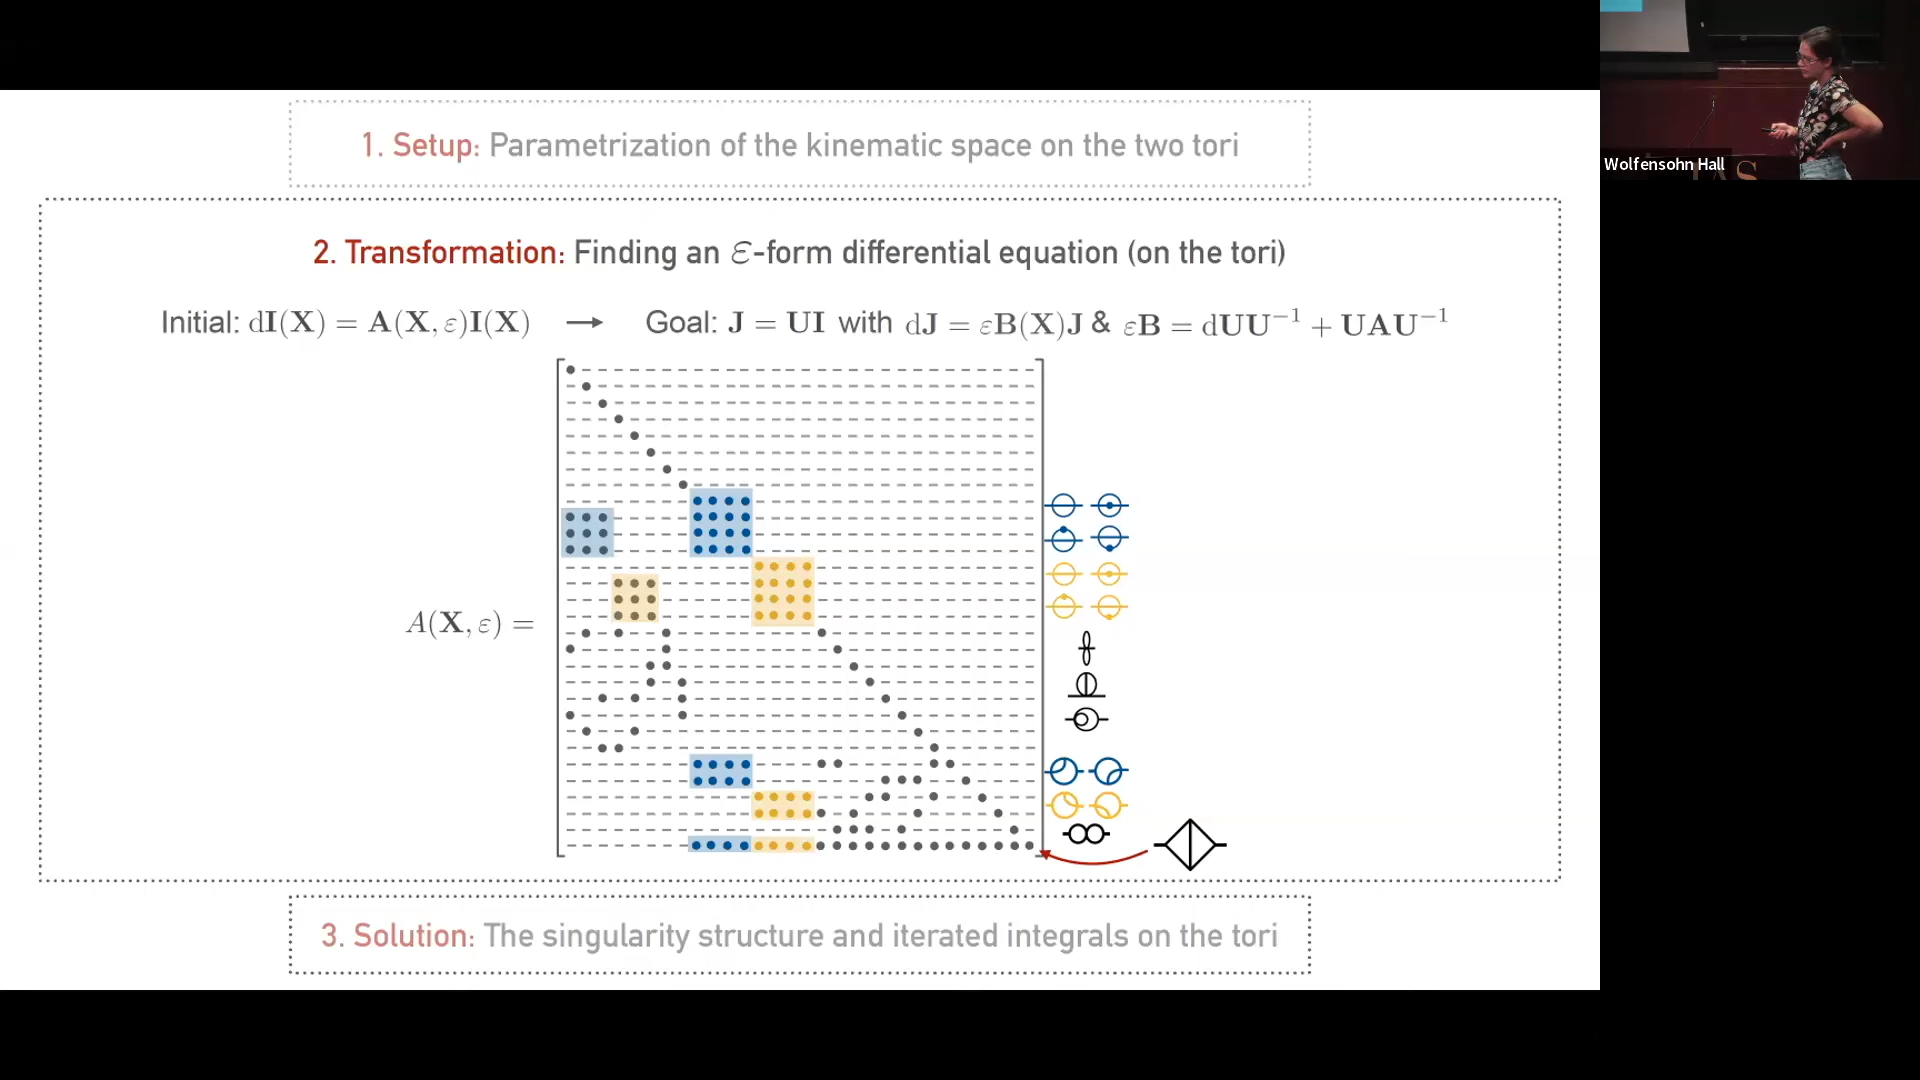 1. Setup: Parametrization of the kinematic space on the two tori
Wolfensohn Hall
2. Transformation: Finding an ε-form differential equation (on the tori)
Initial: dI(X) = A(X, ε)I(X) → Goal: J = UI with dJ = εB(X)J & εB = dUU⁻¹ + UAU⁻¹
A(X, ε) =
3. Solution: The singularity structure and iterated integrals on the tori